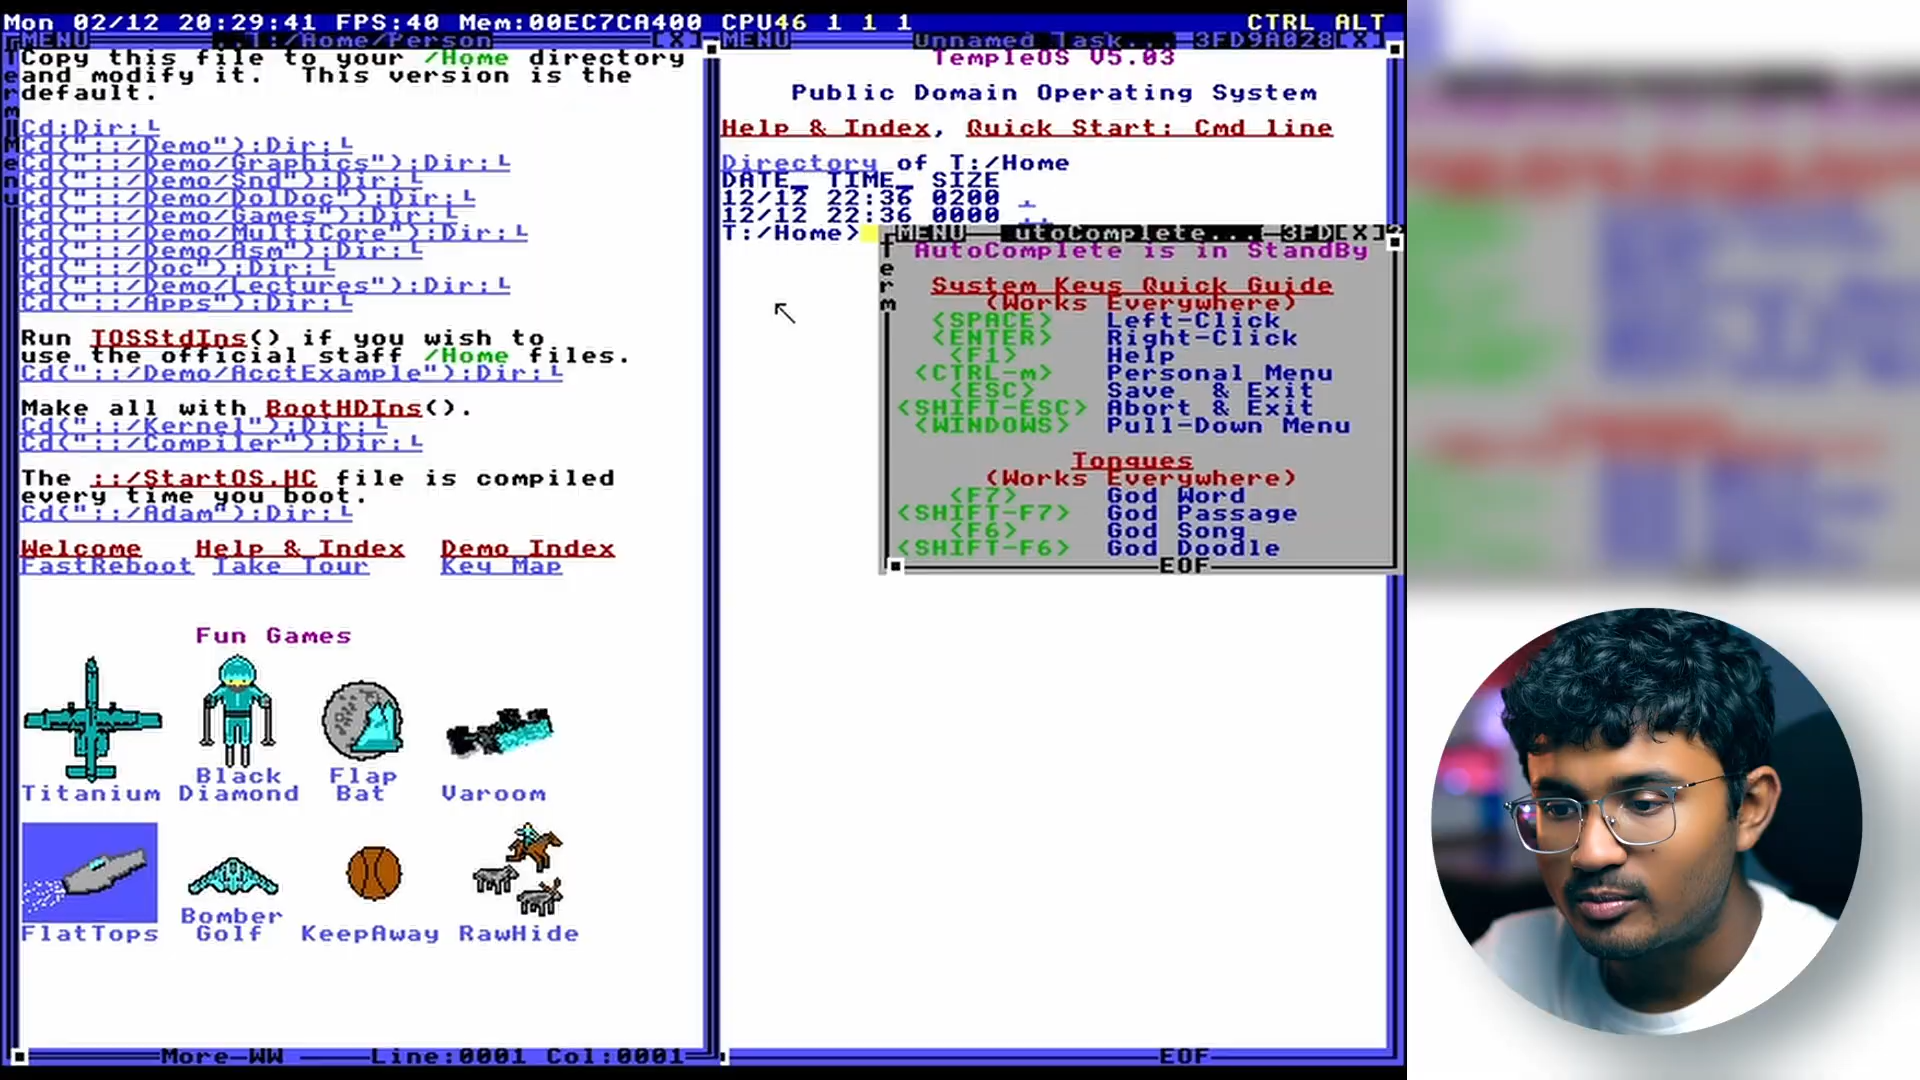 Mon 02/12 20:29:41 FPS:40 Mem:00EC7CA400 CPU46 1 1 1 CTRL ALT
MENU T:/Home/Person [X]
Copy this file to your /Home directory
and modify it. This version is the
default.
Cd;Dir;
Cd("::/Demo");Dir;
Cd("::/Demo/Graphics");Dir;
Cd("::/Demo/Snd");Dir;
Cd("::/Demo/DolDoc");Dir;
Cd("::/Demo/Games");Dir;
Cd("::/Demo/MultiCore");Dir;
Cd("::/Demo/Asm");Dir;
Cd("::/Doc");Dir;
Cd("::/Demo/Lectures");Dir;
Cd("::/Apps");Dir;
Run TOSStdIns() if you wish to
use the official staff /Home files.
Cd("::/Demo/AcctExample");Dir;
Make all with BootHDIns().
Cd("::/Kernel");Dir;
Cd("::/Compiler");Dir;
The ::/StartOS.HC file is compiled
every time you boot.
Cd("::/Adam");Dir;
Welcome Help & Index Demo Index
FastReboot Take Tour Key Map
Fun Games
Titanium Black Diamond Flap Bat Varoom
FlatTops Bomber Golf KeepAway RawHide
More-WW Line:0001 Col:0001
MENU Unnamed Task... 3FD9A028[X]
TempleOS V5.03
Public Domain Operating System
Help & Index, Quick Start: Cmd line
Directory of T:/Home
DATE_ TIME_ SIZE
12/12 22:36 0200 .
12/12 22:36 0000 ..
T:/Home>
MENU utoComplete... 3FD[X]
AutoComplete is in StandBy
System Keys Quick Guide
(Works Everywhere)
<SPACE> Left-Click
<ENTER> Right-Click
<F1> Help
<CTRL-m> Personal Menu
<ESC> Save & Exit
<SHIFT-ESC> Abort & Exit
<WINDOWS> Pull-Down Menu
Tongues
(Works Everywhere)
<F7> God Word
<SHIFT-F7> God Passage
<F6> God Song
<SHIFT-F6> God Doodle
EOF
EOF